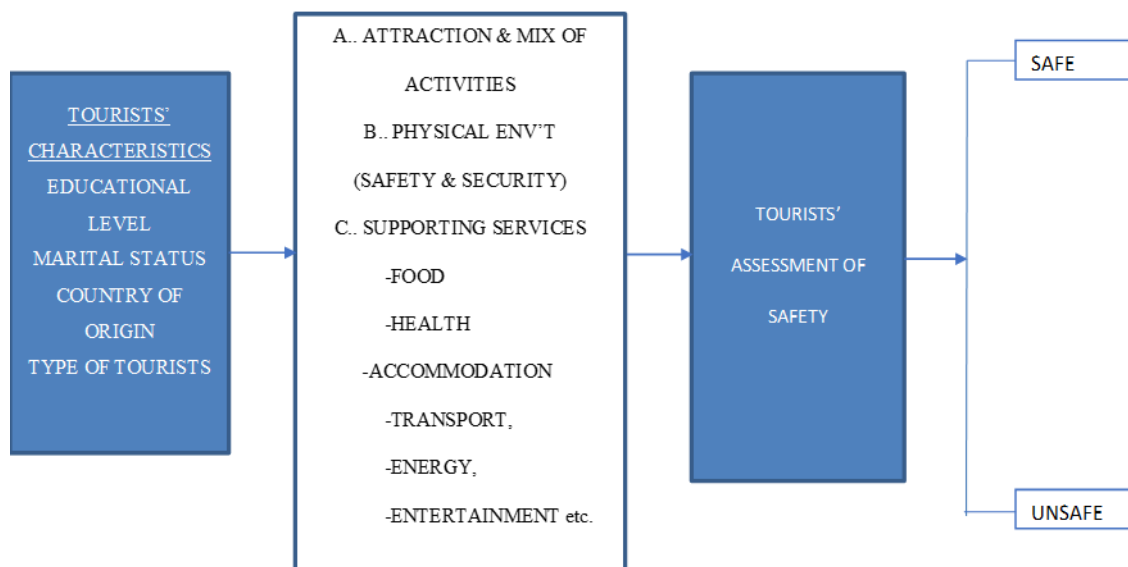 TOURISTS’
CHARACTERISTICS
EDUCATIONAL
LEVEL
MARITAL STATUS
COUNTRY OF
ORIGIN
TYPE OF TOURISTS
A.. ATTRACTION & MIX OF
ACTIVITIES
B.. PHYSICAL ENV’T
(SAFETY & SECURITY)
C.. SUPPORTING SERVICES
-FOOD
-HEALTH
-ACCOMMODATION
-TRANSPORT,
-ENERGY,
-ENTERTAINMENT etc.
TOURISTS’
ASSESSMENT OF
SAFETY
SAFE
UNSAFE